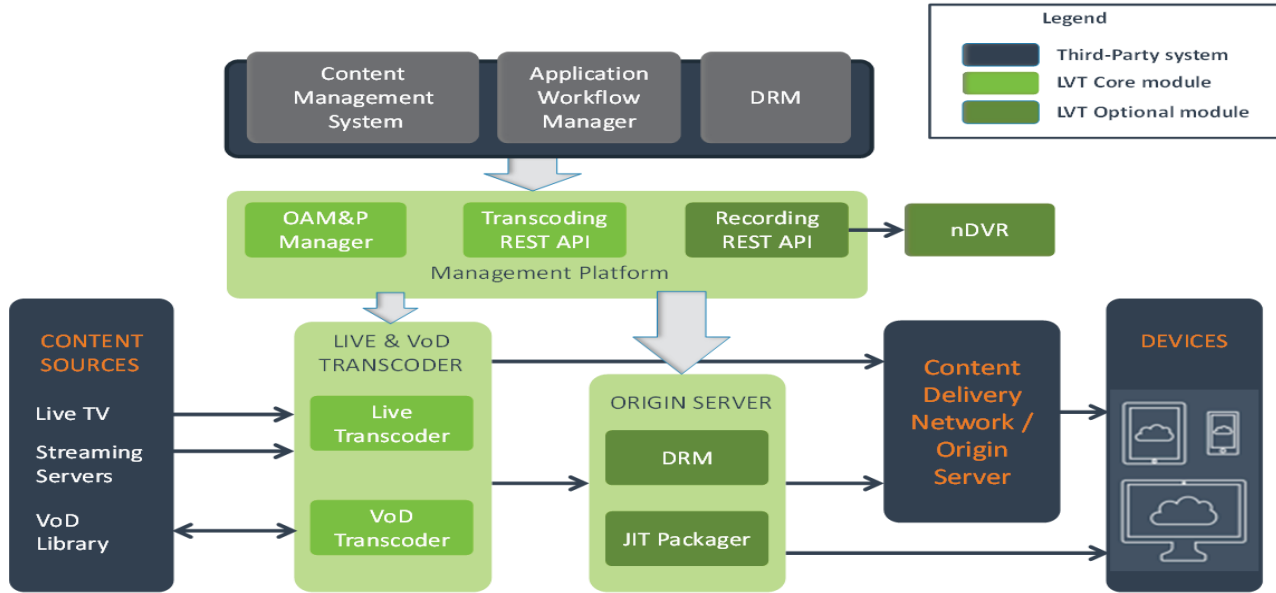 Legend
Third-Party system
LVT Core module
LVT Optional module
Content
Management
System
Application
Workflow
Manager
DRM
OAM&P
Manager
Transcoding
REST API
Recording
REST API
nDVR
Management Platform
CONTENT
SOURCES
Live TV
Streaming
Servers
VoD
Library
LIVE & VoD
TRANSCODER
Live
Transcoder
VoD
Transcoder
ORIGIN SERVER
DRM
JIT Packager
Content
Delivery
Network /
Origin
Server
DEVICES